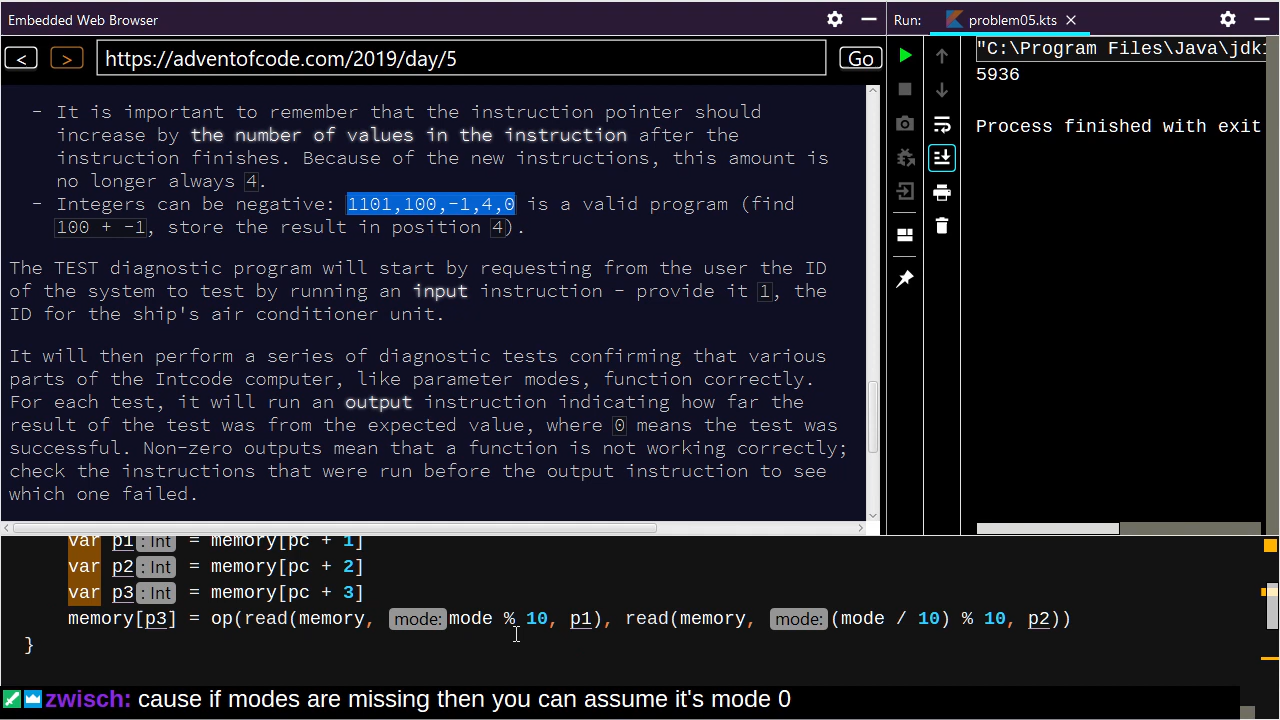 Embedded Web Browser
Run: problem05.kts
< > https://adventofcode.com/2019/day/5 Go
"C:\Program Files\Java\jdk1
5936
Process finished with exit
- It is important to remember that the instruction pointer should
increase by the number of values in the instruction after the
instruction finishes. Because of the new instructions, this amount is
no longer always 4.
- Integers can be negative: 1101,100,-1,4,0 is a valid program (find
100 + -1, store the result in position 4).
The TEST diagnostic program will start by requesting from the user the ID
of the system to test by running an input instruction - provide it 1, the
ID for the ship's air conditioner unit.
It will then perform a series of diagnostic tests confirming that various
parts of the Intcode computer, like parameter modes, function correctly.
For each test, it will run an output instruction indicating how far the
result of the test was from the expected value, where 0 means the test was
successful. Non-zero outputs mean that a function is not working correctly;
check the instructions that were run before the output instruction to see
which one failed.
var p1: Int = memory[pc + 1]
var p2: Int = memory[pc + 2]
var p3: Int = memory[pc + 3]
memory[p3] = op(read(memory, mode: mode % 10, p1), read(memory, mode: (mode / 10) % 10, p2))
}
zwisch: cause if modes are missing then you can assume it's mode 0